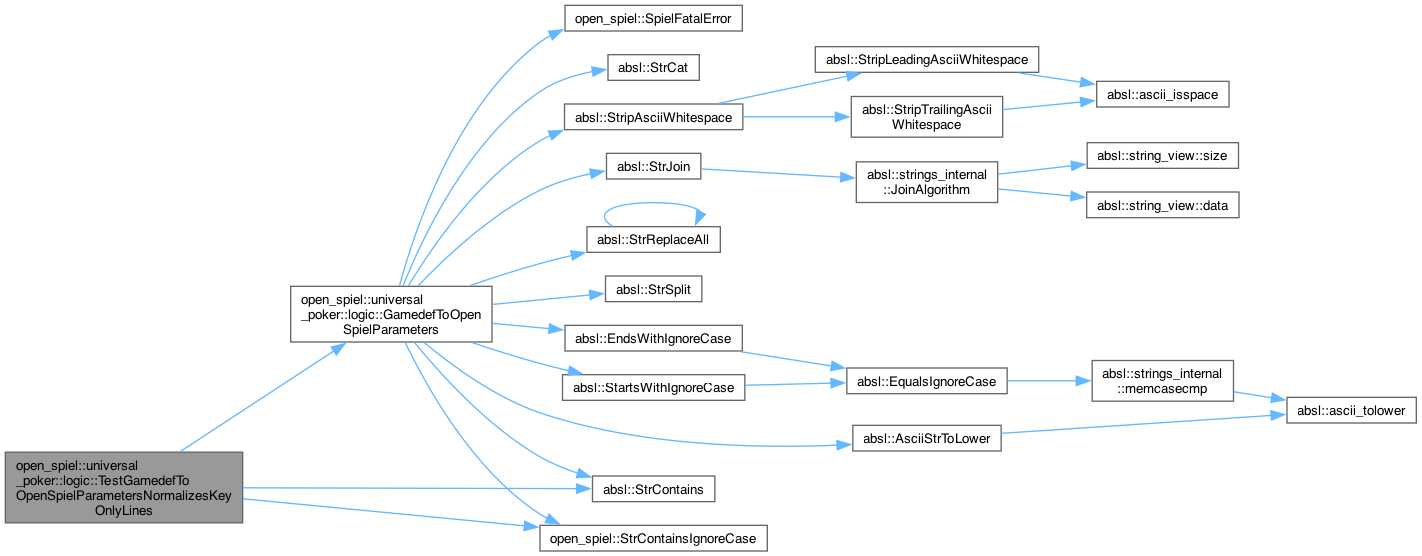 open_spiel::SpielFatalError
absl::StrCat
absl::StripLeadingAsciiWhitespace
absl::ascii_isspace
absl::StripAsciiWhitespace
absl::StripTrailingAscii
Whitespace
absl::string_view::size
absl::StrJoin
absl::strings_internal
::JoinAlgorithm
absl::string_view::data
absl::StrReplaceAll
absl::StrSplit
open_spiel::universal
_poker::logic::GamedefToOpen
SpielParameters
absl::EndsWithIgnoreCase
absl::StartsWithIgnoreCase
absl::EqualsIgnoreCase
absl::strings_internal
::memcasecmp
absl::ascii_tolower
absl::AsciiStrToLower
open_spiel::universal
_poker::logic::TestGamedefTo
OpenSpielParametersNormalizesKey
OnlyLines
absl::StrContains
open_spiel::StrContainsIgnoreCase